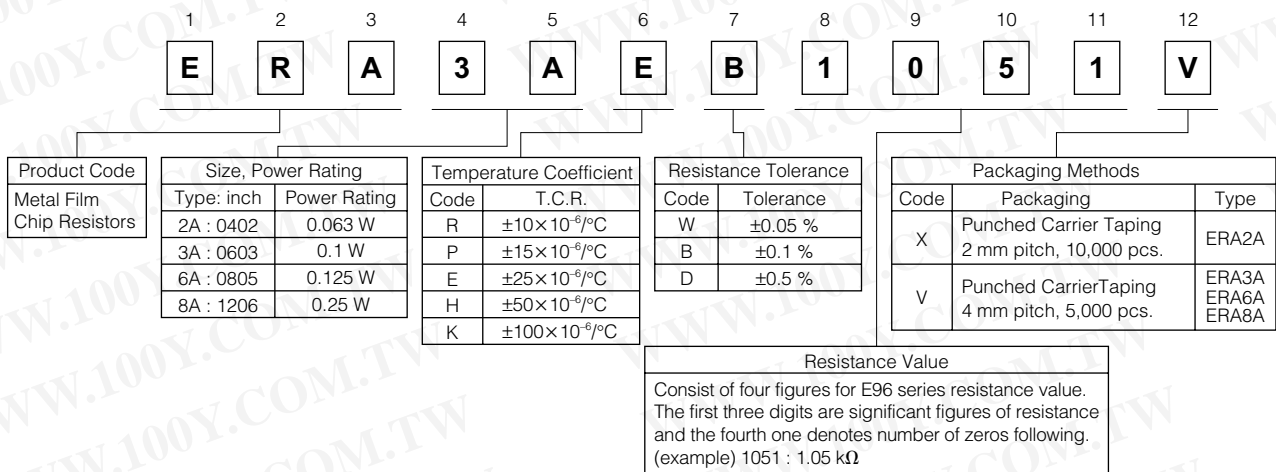 1 2 3 4 5 6 7 8 9 10 11 12
E R A 3 A E B 1 0 5 1 V
Product Code
Metal Film
Chip Resistors
Size, Power Rating
Type: inch Power Rating
2A : 0402 0.063 W
3A : 0603 0.1 W
6A : 0805 0.125 W
8A : 1206 0.25 W
Temperature Coefficient
Code T.C.R.
R ±10×10⁻⁶/°C
P ±15×10⁻⁶/°C
E ±25×10⁻⁶/°C
H ±50×10⁻⁶/°C
K ±100×10⁻⁶/°C
Resistance Tolerance
Code Tolerance
W ±0.05 %
B ±0.1 %
D ±0.5 %
Packaging Methods
Code Packaging Type
X Punched Carrier Taping
2 mm pitch, 10,000 pcs. ERA2A
V Punched CarrierTaping
4 mm pitch, 5,000 pcs. ERA3A
ERA6A
ERA8A
Resistance Value
Consist of four figures for E96 series resistance value.
The first three digits are significant figures of resistance
and the fourth one denotes number of zeros following.
(example) 1051 : 1.05 kΩ
WWW.100Y.COM.TW